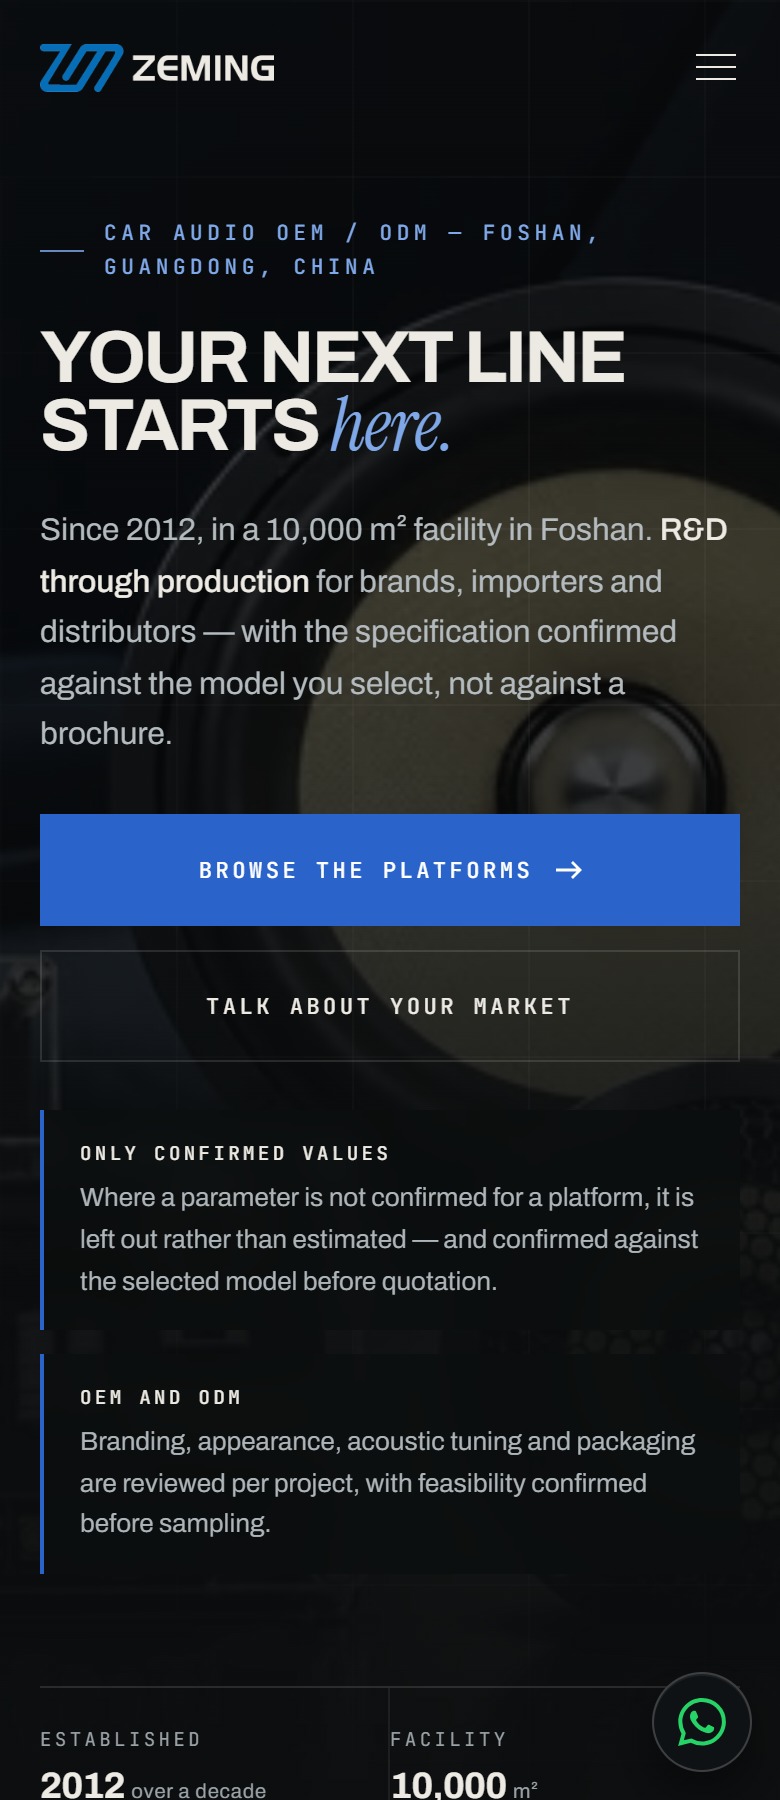 ZEMING
CAR AUDIO OEM / ODM — FOSHAN,
GUANGDONG, CHINA
YOUR NEXT LINE
STARTS here.
Since 2012, in a 10,000 m² facility in Foshan. R&D
through production for brands, importers and
distributors — with the specification confirmed
against the model you select, not against a
brochure.
BROWSE THE PLATFORMS →
TALK ABOUT YOUR MARKET
ONLY CONFIRMED VALUES
Where a parameter is not confirmed for a platform, it is
left out rather than estimated — and confirmed against
the selected model before quotation.
OEM AND ODM
Branding, appearance, acoustic tuning and packaging
are reviewed per project, with feasibility confirmed
before sampling.
ESTABLISHED
2012 over a decade
FACILITY
10,000 m²